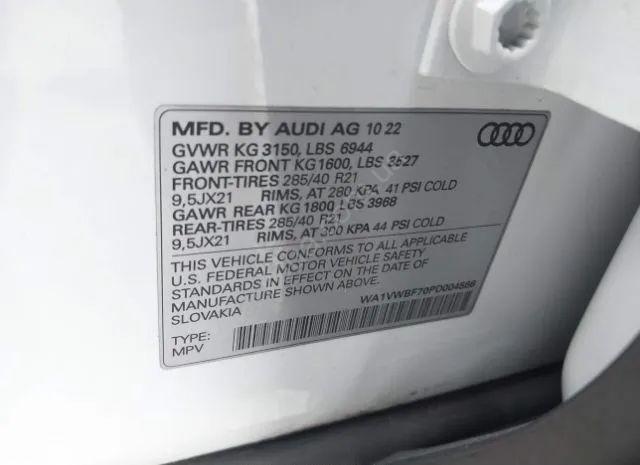 MFD. BY AUDI AG 10 22
GVWR KG 3150, LBS 6944
GAWR FRONT KG 1600, LBS 3527
FRONT-TIRES 285/40 R21
9,5JX21 RIMS, AT 280 KPA 41 PSI COLD
GAWR REAR KG 1800 LBS 3968
REAR-TIRES 285/40 R21
9,5JX21 RIMS, AT 300 KPA 44 PSI COLD
THIS VEHICLE CONFORMS TO ALL APPLICABLE
U.S. FEDERAL MOTOR VEHICLE SAFETY
STANDARDS IN EFFECT ON THE DATE OF
MANUFACTURE SHOWN ABOVE.
SLOVAKIA
TYPE:
MPV